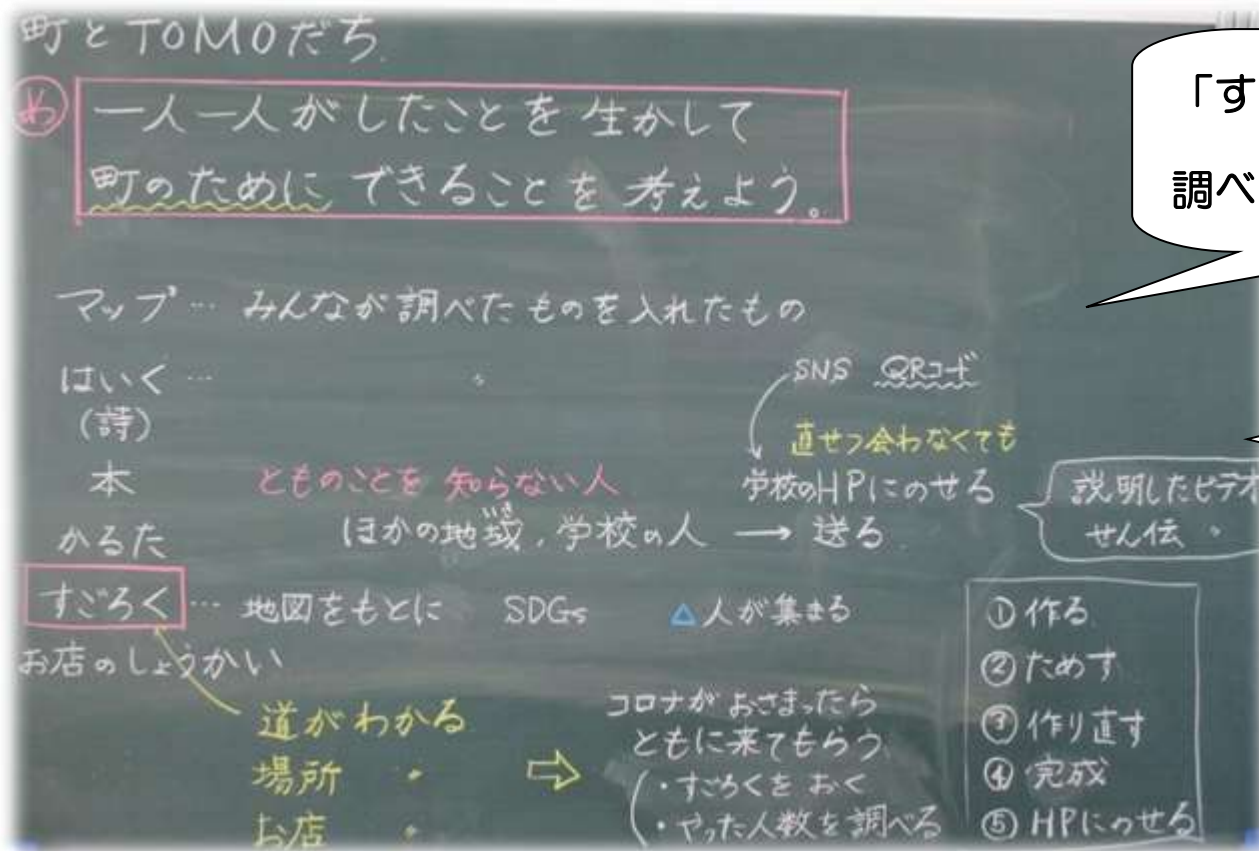 町とTOMOだち
め 一人一人がしたことを生かして
町のためにできることを考えよう。
マップ… みんなが調べたものを入れたもの
はいく… 〃
(詩)
本
かるた
すごろく… 地図をもとに SDGs △人が集まる
お店のしょうかい
とものことを知らない人
ほかの地域いき、学校の人 → 送る
SNS QRコード
直せつ会わなくても
学校のHPにのせる
説明したビデオ
せん伝 。
道がわかる
場所 〃
お店 〃
⇨
コロナがおさまったら
ともに来てもらう
・すごろくをおく
・やった人数を調べる
①作る
②ためす
③作り直す
④完成
⑤HPにのせる
「す
調べ